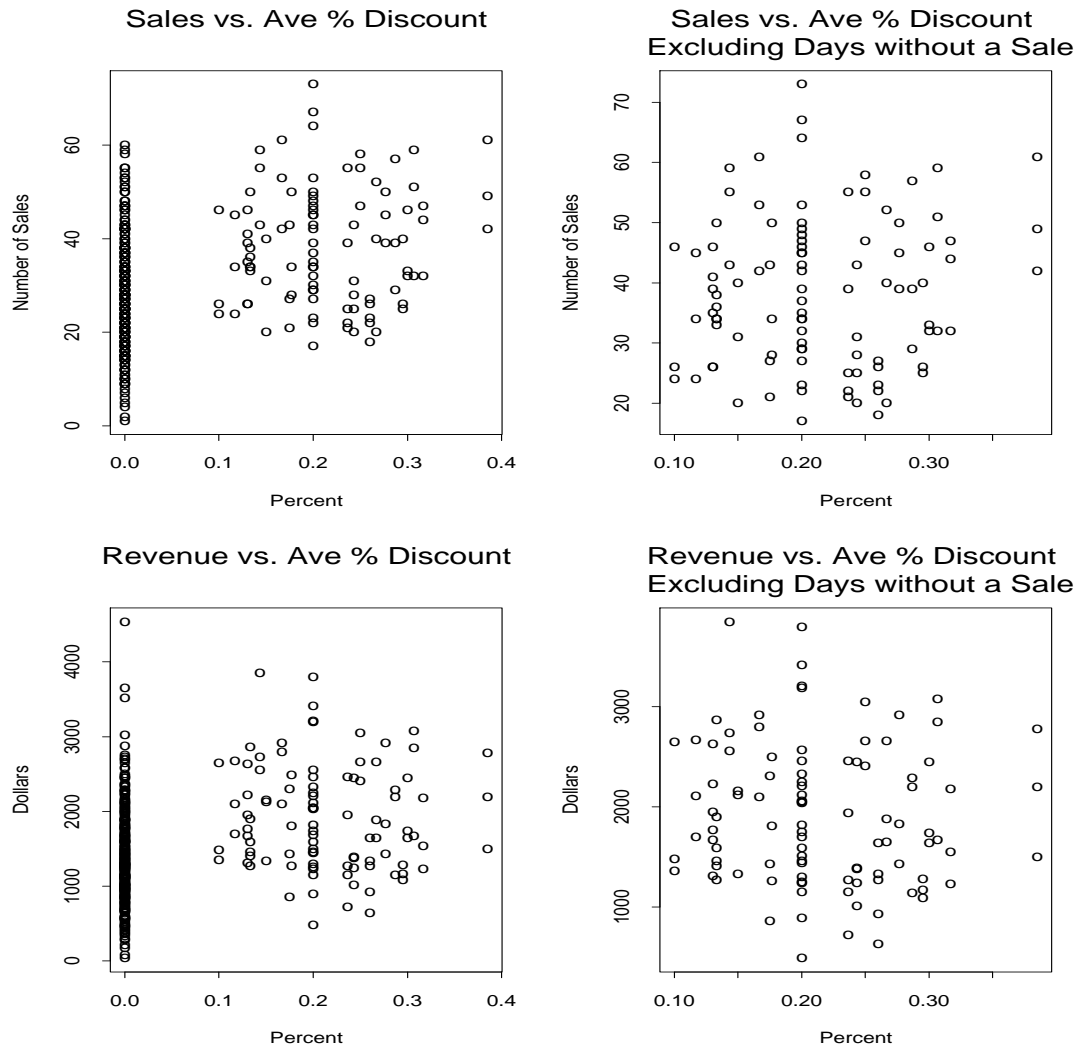 Sales vs. Ave % Discount
Number of Sales
60
40
20
0
0.0 0.1 0.2 0.3 0.4
Percent
Sales vs. Ave % Discount
Excluding Days without a Sale
Number of Sales
70
60
50
40
30
20
0.10 0.20 0.30
Percent
Revenue vs. Ave % Discount
Dollars
4000
3000
2000
1000
0
0.0 0.1 0.2 0.3 0.4
Percent
Revenue vs. Ave % Discount
Excluding Days without a Sale
Dollars
3000
2000
1000
0.10 0.20 0.30
Percent